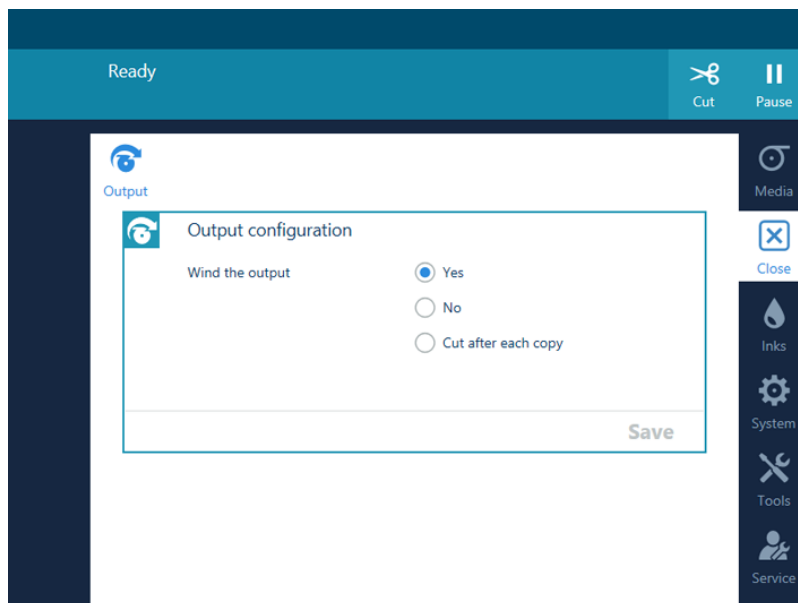 Ready
Cut
Pause
Output
Media
Output configuration
Wind the output
Yes
No
Cut after each copy
Save
Close
Inks
System
Tools
Service